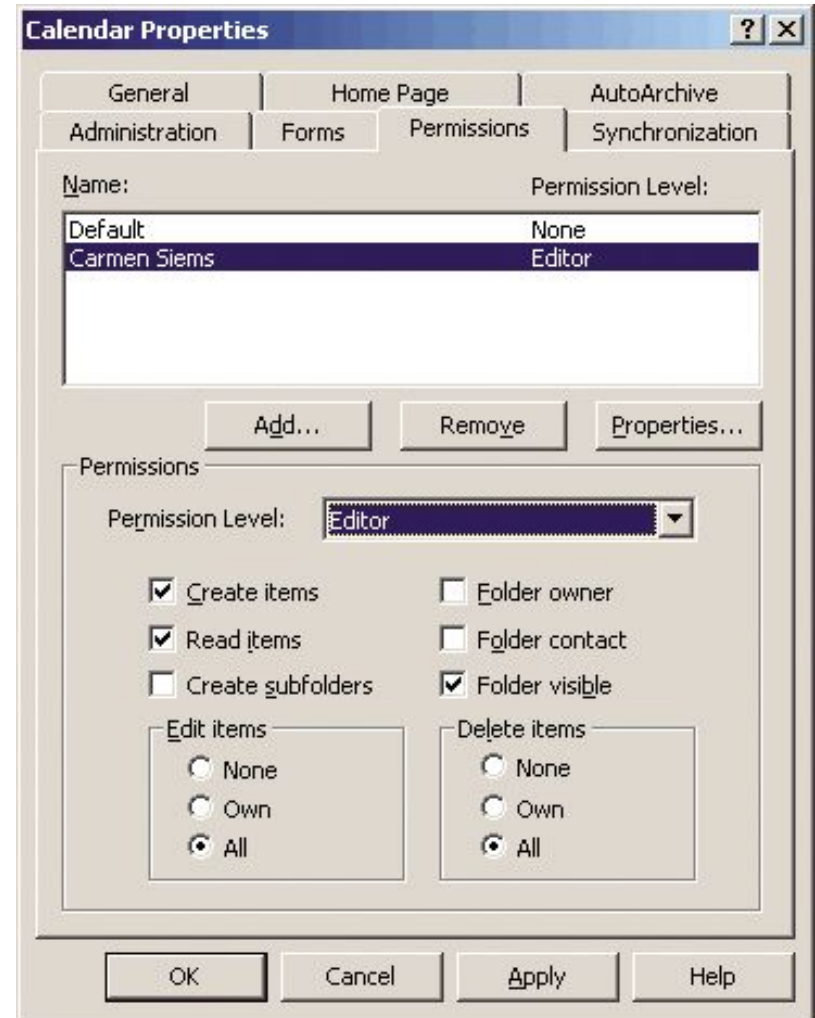 Calendar Properties
General Home Page AutoArchive
Administration Forms Permissions Synchronization
Name: Permission Level:
Default None
Carmen Siems Editor
Add... Remove Properties...
Permissions
Permission Level: Editor
Create items Folder owner
Read items Folder contact
Create subfolders Folder visible
Edit items Delete items
None None
Own Own
All All
OK Cancel Apply Help